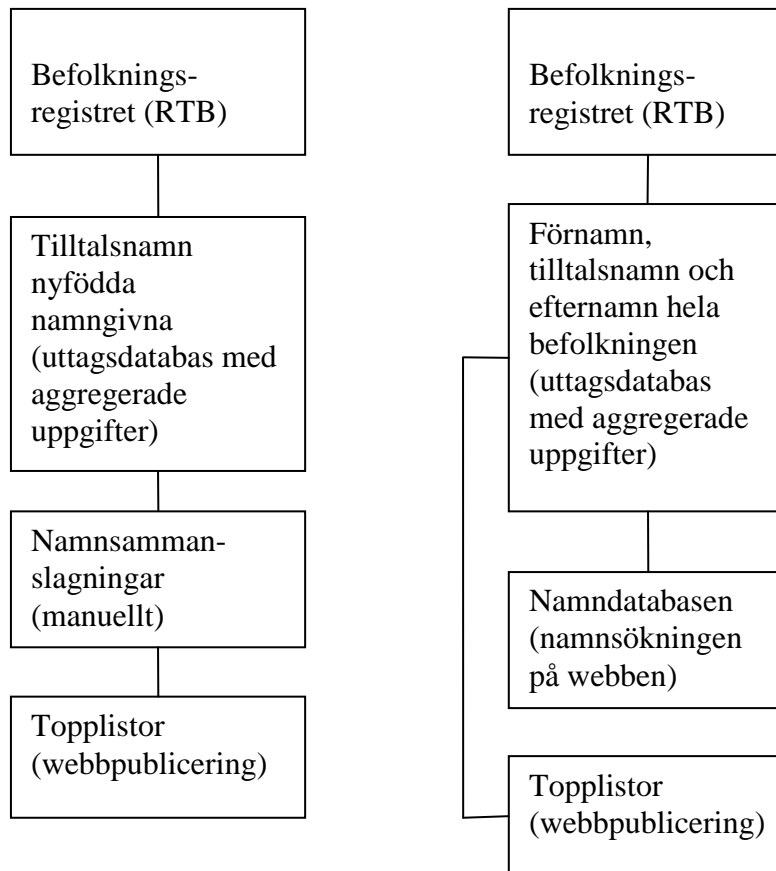 Befolknings-
registret (RTB)
Tilltalsnamn
nyfödda
namngivna
(uttagsdatabas med
aggregerade
uppgifter)
Namnsamman-
slagningar
(manuellt)
Topplistor
(webbpublicering)
Befolknings-
registret (RTB)
Förnamn,
tilltalsnamn och
efternamn hela
befolkningen
(uttagsdatabas
med aggregerade
uppgifter)
Namndatabasen
(namnsökningen
på webben)
Topplistor
(webbpublicering)